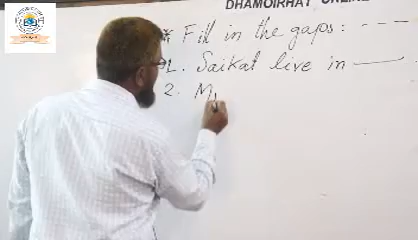 DHAMOIRHAT ONLINE
* Fill in the gaps: ----
1. Saikat live in ——
2. M